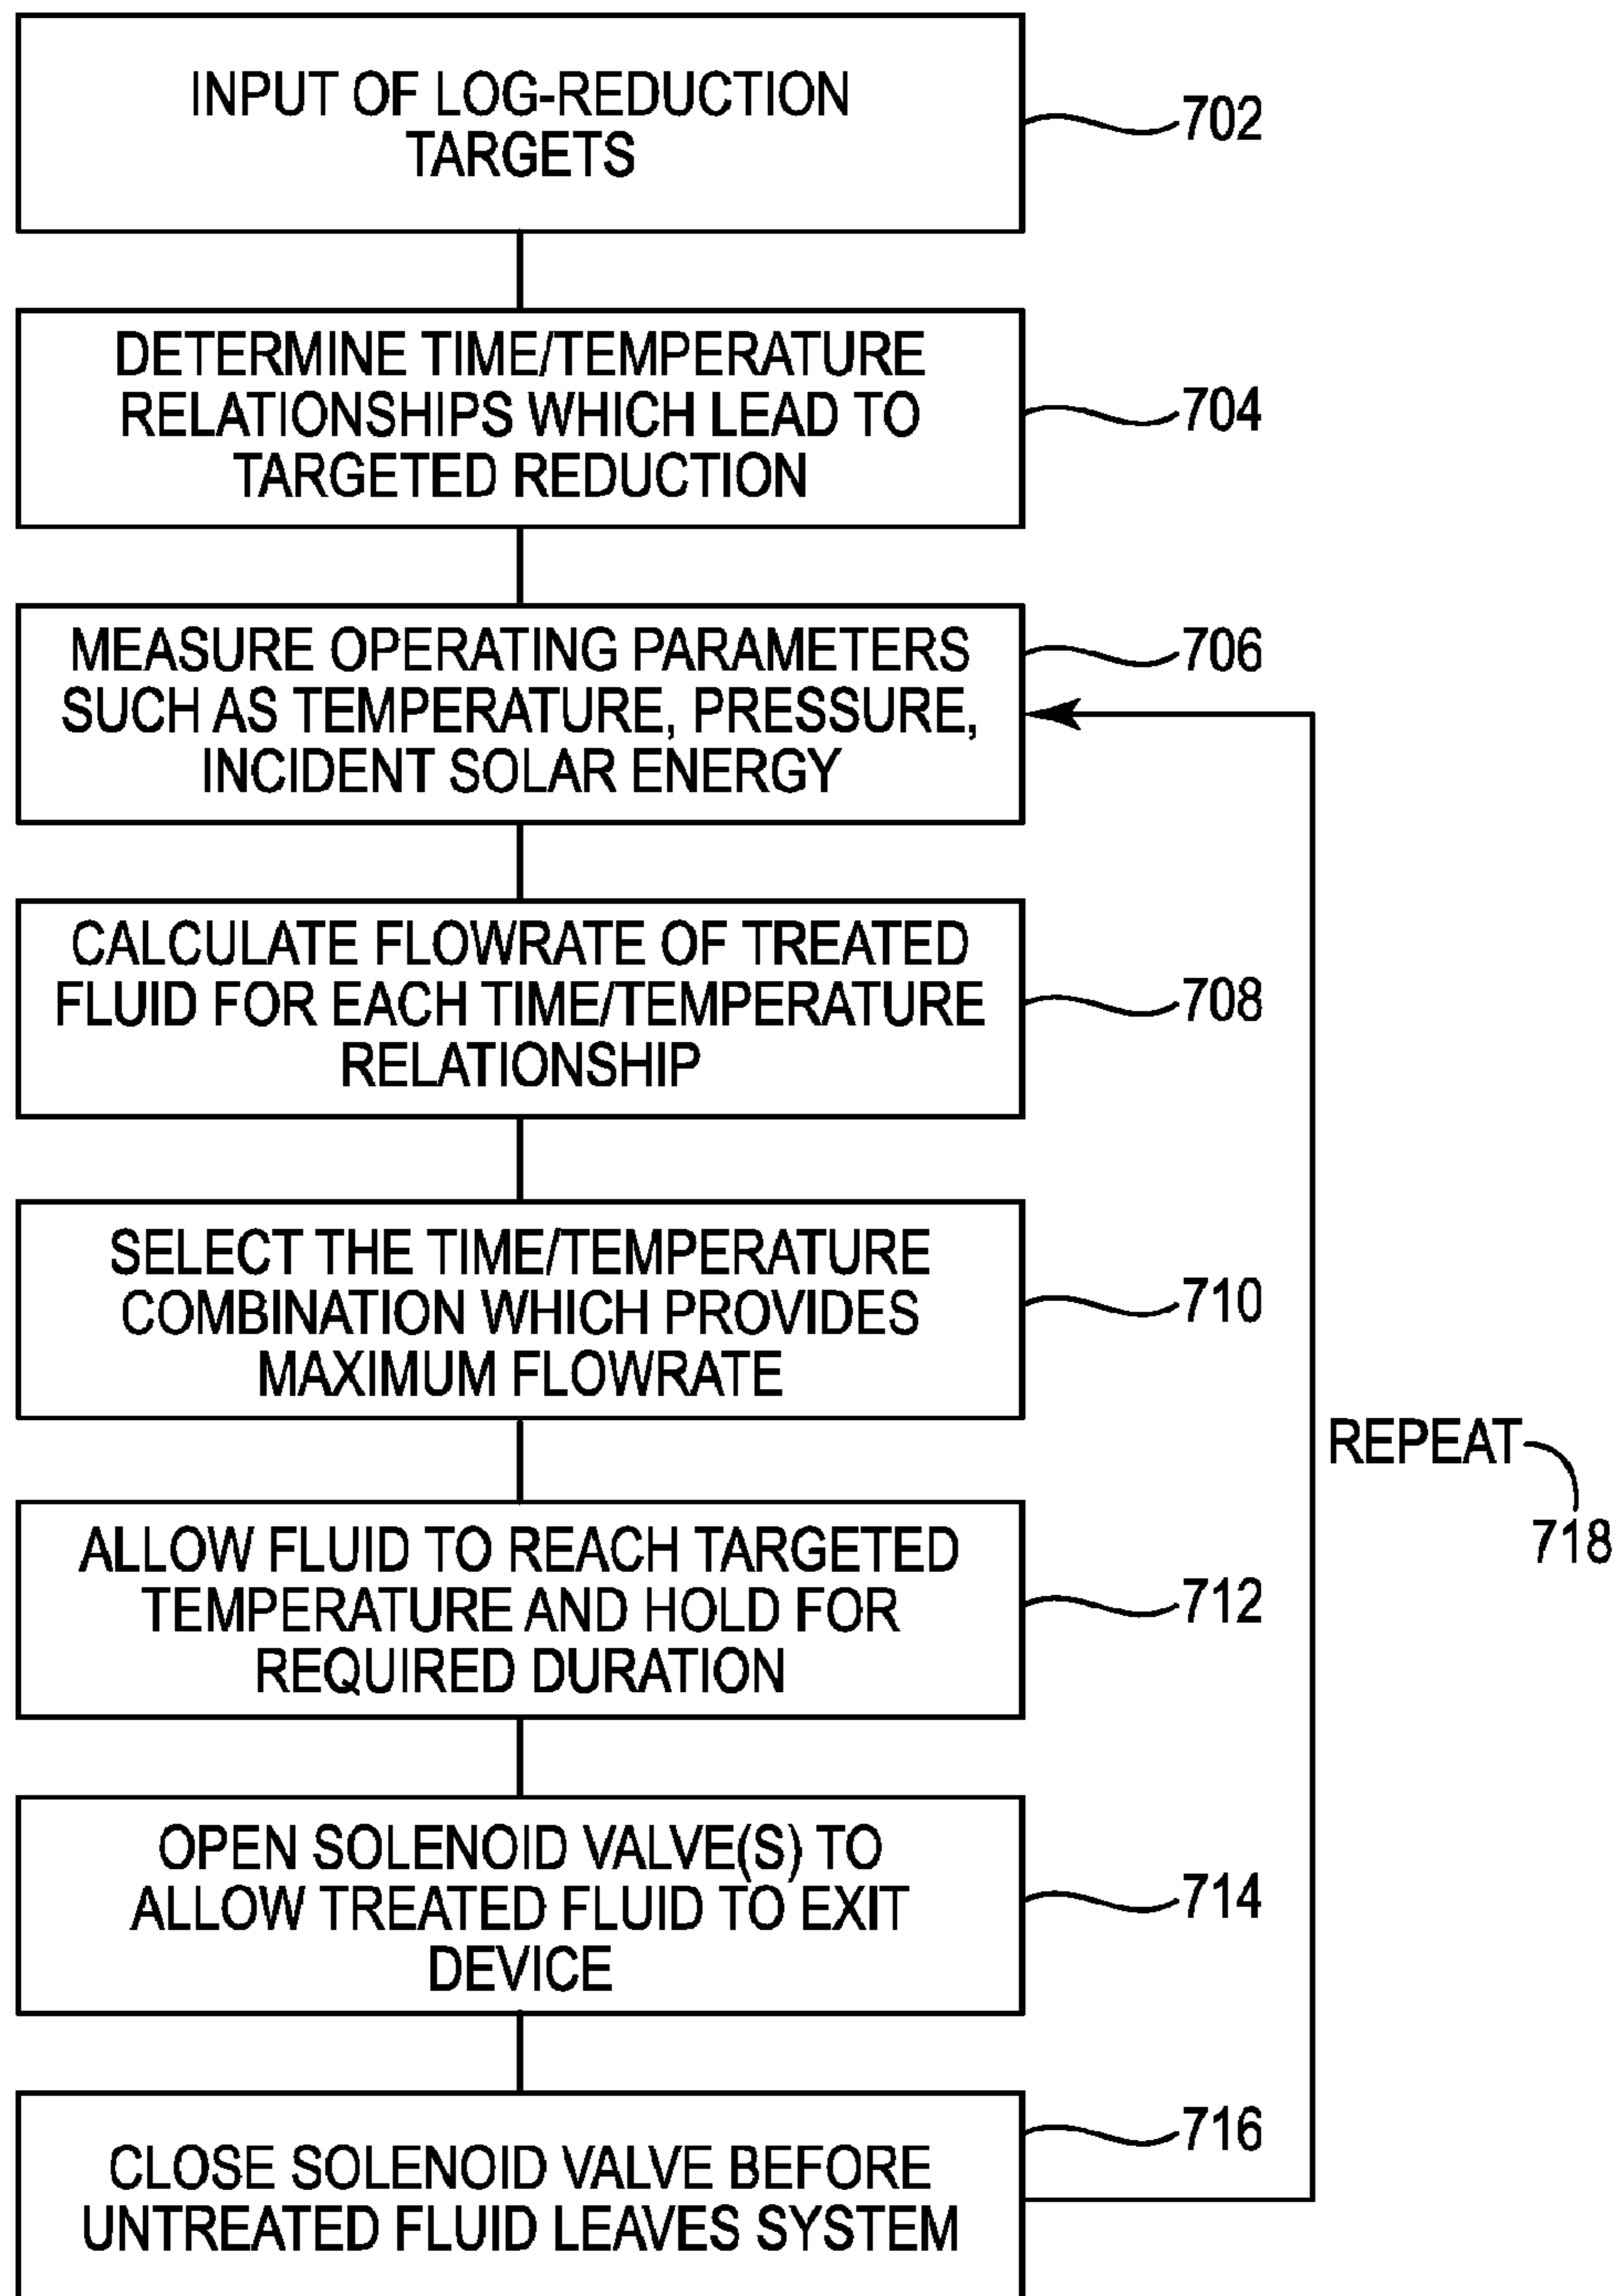 INPUT OF LOG-REDUCTION
TARGETS
702
DETERMINE TIME/TEMPERATURE
RELATIONSHIPS WHICH LEAD TO
TARGETED REDUCTION
704
MEASURE OPERATING PARAMETERS
SUCH AS TEMPERATURE, PRESSURE,
INCIDENT SOLAR ENERGY
706
CALCULATE FLOWRATE OF TREATED
FLUID FOR EACH TIME/TEMPERATURE
RELATIONSHIP
708
SELECT THE TIME/TEMPERATURE
COMBINATION WHICH PROVIDES
MAXIMUM FLOWRATE
710
REPEAT
718
ALLOW FLUID TO REACH TARGETED
TEMPERATURE AND HOLD FOR
REQUIRED DURATION
712
OPEN SOLENOID VALVE(S) TO
ALLOW TREATED FLUID TO EXIT
DEVICE
714
CLOSE SOLENOID VALVE BEFORE
UNTREATED FLUID LEAVES SYSTEM
716